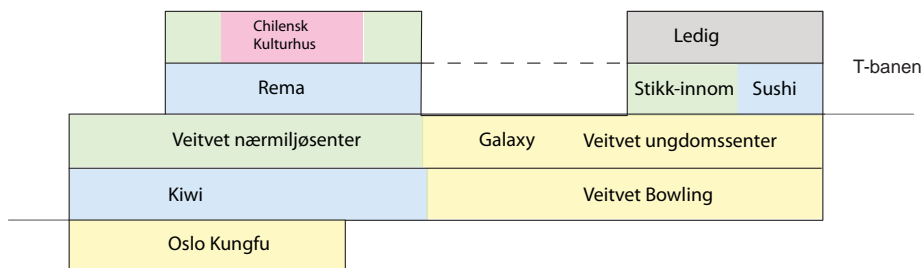 Chilensk
Kulturhus
Ledig
T-banen
Rema
Stikk-innom
Sushi
Veitvet nærmiljøsenter
Galaxy
Veitvet ungdomssenter
Kiwi
Veitvet Bowling
Oslo Kungfu